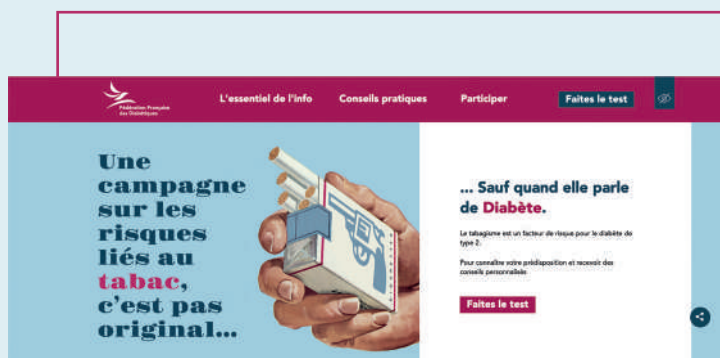 Fédération Française
des Diabétiques
L'essentiel de l'info
Conseils pratiques
Participer
Faites le test
Une
campagne
sur les
risques
liés au
tabac,
c'est pas
original...
... Sauf quand elle parle
de Diabète.
Le tabagisme est un facteur de risque pour le diabète de
type 2.
Pour connaître votre prédisposition et recevoir des
conseils personnalisés
Faites le test